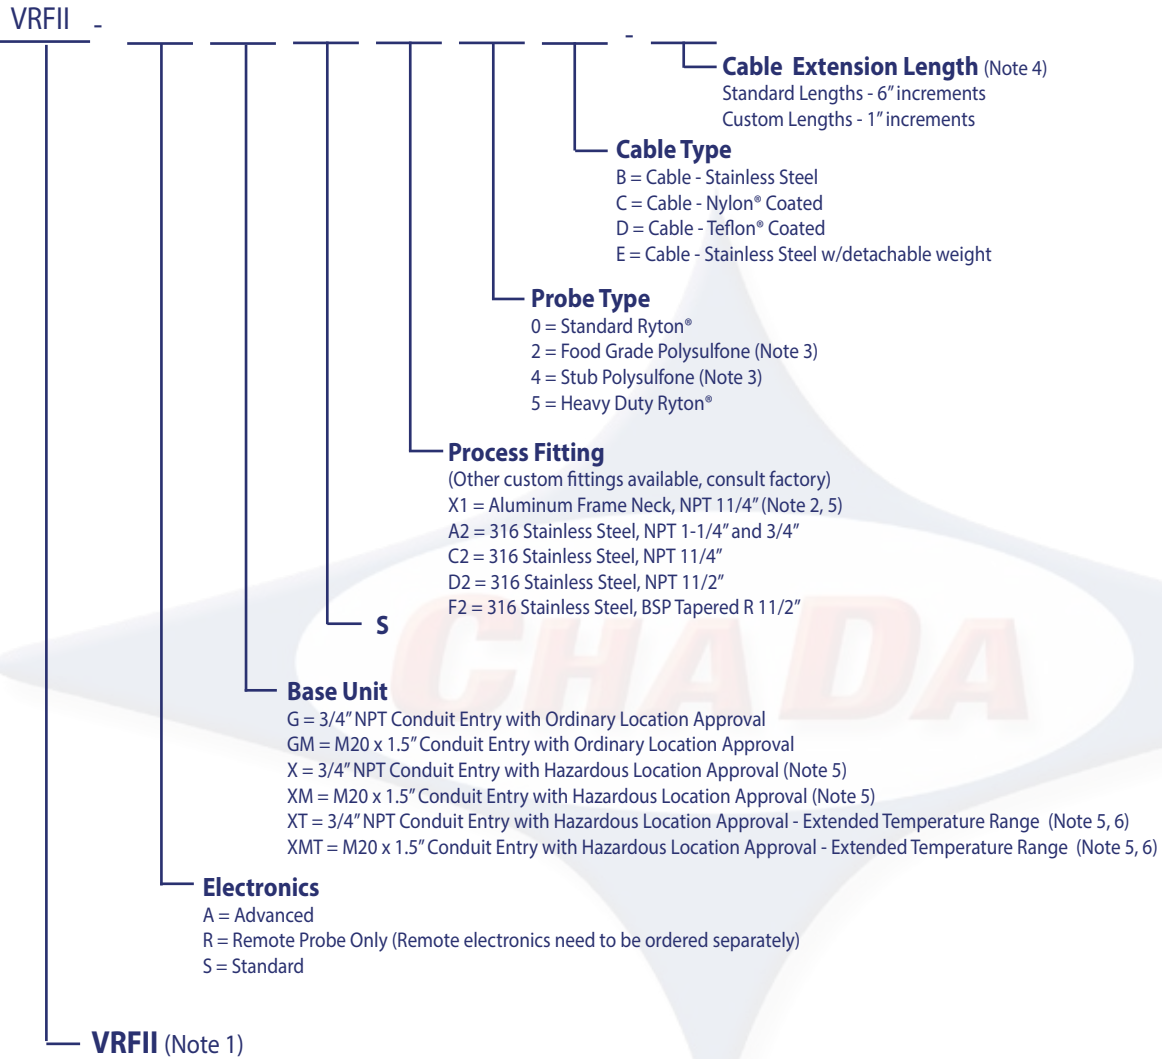 VRFII -
-
Cable Extension Length (Note 4)
Standard Lengths - 6" increments
Custom Lengths - 1" increments
Cable Type
B = Cable - Stainless Steel
C = Cable - Nylon® Coated
D = Cable - Teflon® Coated
E = Cable - Stainless Steel w/detachable weight
Probe Type
0 = Standard Ryton®
2 = Food Grade Polysulfone (Note 3)
4 = Stub Polysulfone (Note 3)
5 = Heavy Duty Ryton®
Process Fitting
(Other custom fittings available, consult factory)
X1 = Aluminum Frame Neck, NPT 11/4" (Note 2, 5)
A2 = 316 Stainless Steel, NPT 1-1/4" and 3/4"
C2 = 316 Stainless Steel, NPT 11/4"
D2 = 316 Stainless Steel, NPT 11/2"
F2 = 316 Stainless Steel, BSP Tapered R 11/2"
S
CHADA
Base Unit
G = 3/4" NPT Conduit Entry with Ordinary Location Approval
GM = M20 x 1.5" Conduit Entry with Ordinary Location Approval
X = 3/4" NPT Conduit Entry with Hazardous Location Approval (Note 5)
XM = M20 x 1.5" Conduit Entry with Hazardous Location Approval (Note 5)
XT = 3/4" NPT Conduit Entry with Hazardous Location Approval - Extended Temperature Range (Note 5, 6)
XMT = M20 x 1.5" Conduit Entry with Hazardous Location Approval - Extended Temperature Range (Note 5, 6)
Electronics
A = Advanced
R = Remote Probe Only (Remote electronics need to be ordered separately)
S = Standard
VRFII (Note 1)